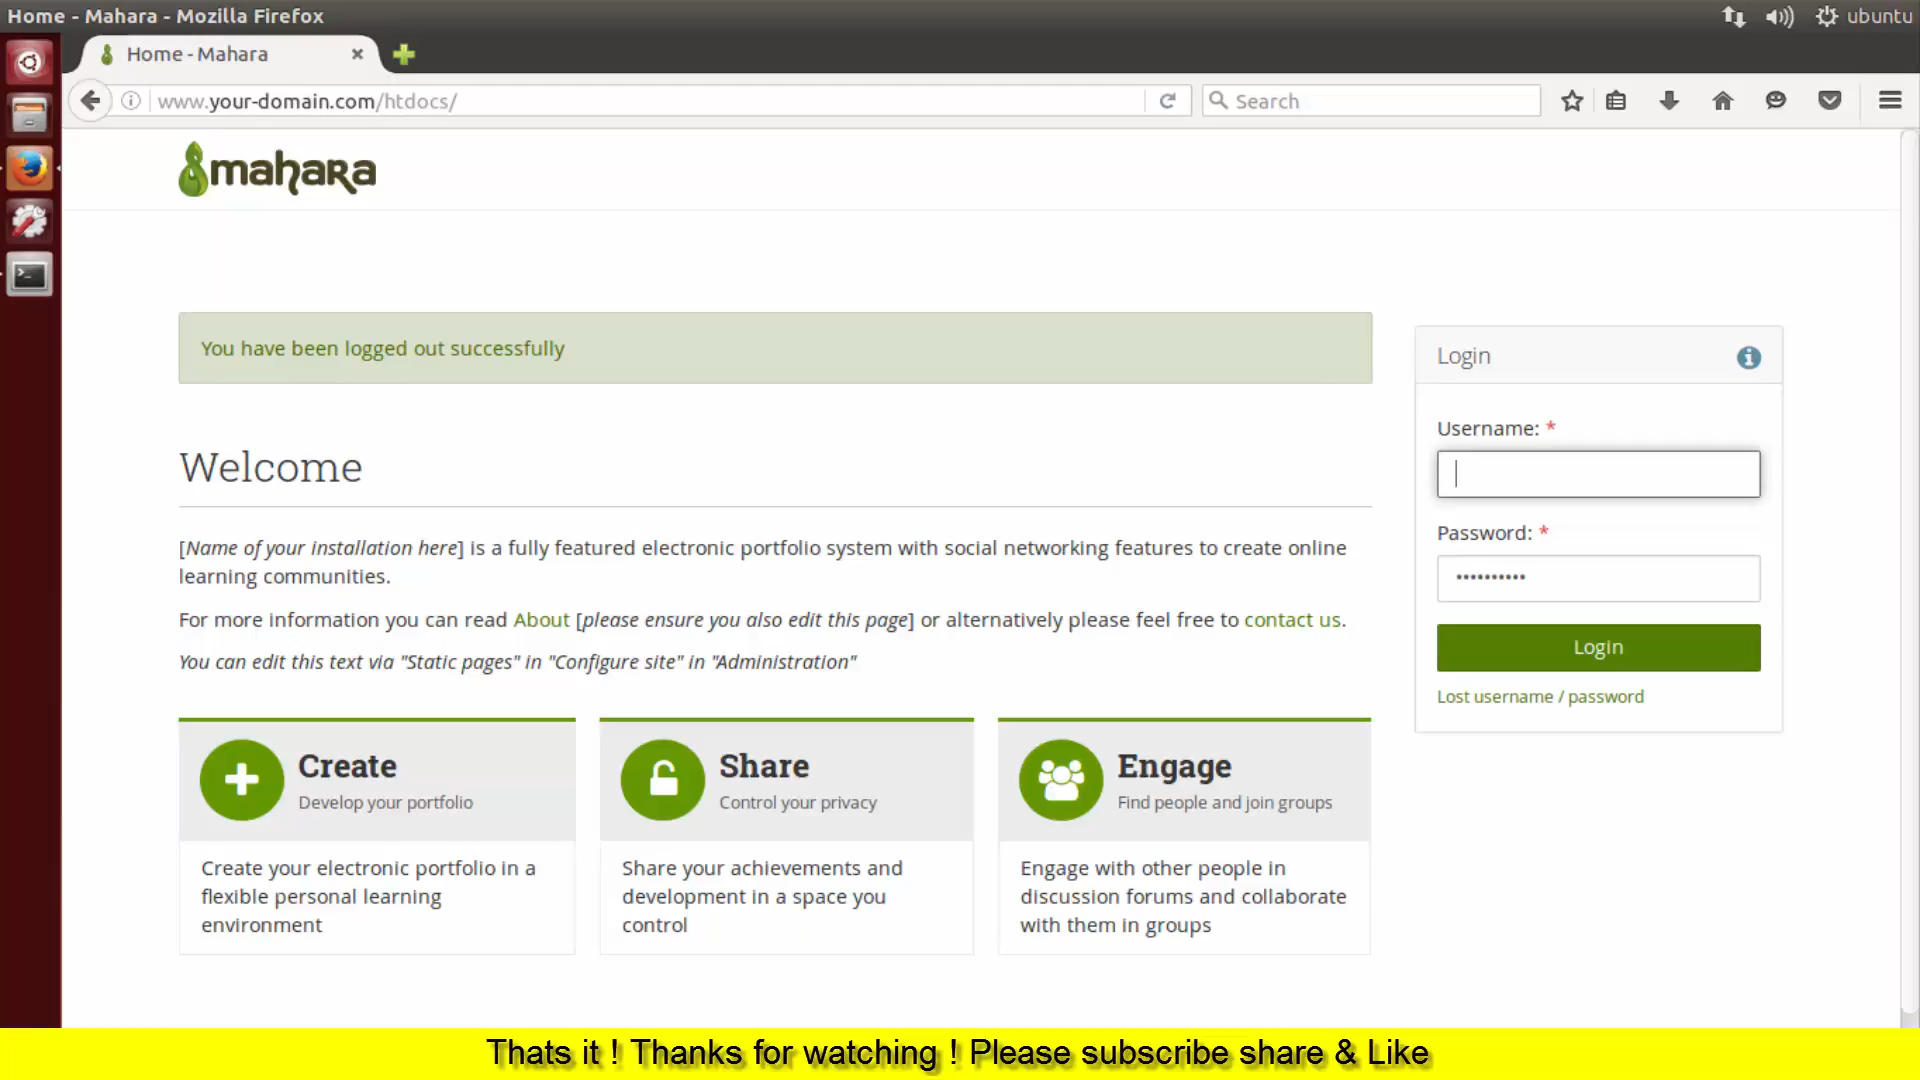 Home - Mahara - Mozilla Firefox
ubuntu
Home - Mahara
www.your-domain.com/htdocs/
Search
mahara
You have been logged out successfully
Login
Username: *
Password: *
••••••••••
Login
Lost username / password
Welcome
[Name of your installation here] is a fully featured electronic portfolio system with social networking features to create online
learning communities.
For more information you can read About [please ensure you also edit this page] or alternatively please feel free to contact us.
You can edit this text via "Static pages" in "Configure site" in "Administration"
Create
Develop your portfolio
Create your electronic portfolio in a
flexible personal learning
environment
Share
Control your privacy
Share your achievements and
development in a space you
control
Engage
Find people and join groups
Engage with other people in
discussion forums and collaborate
with them in groups
Thats it ! Thanks for watching ! Please subscribe share & Like